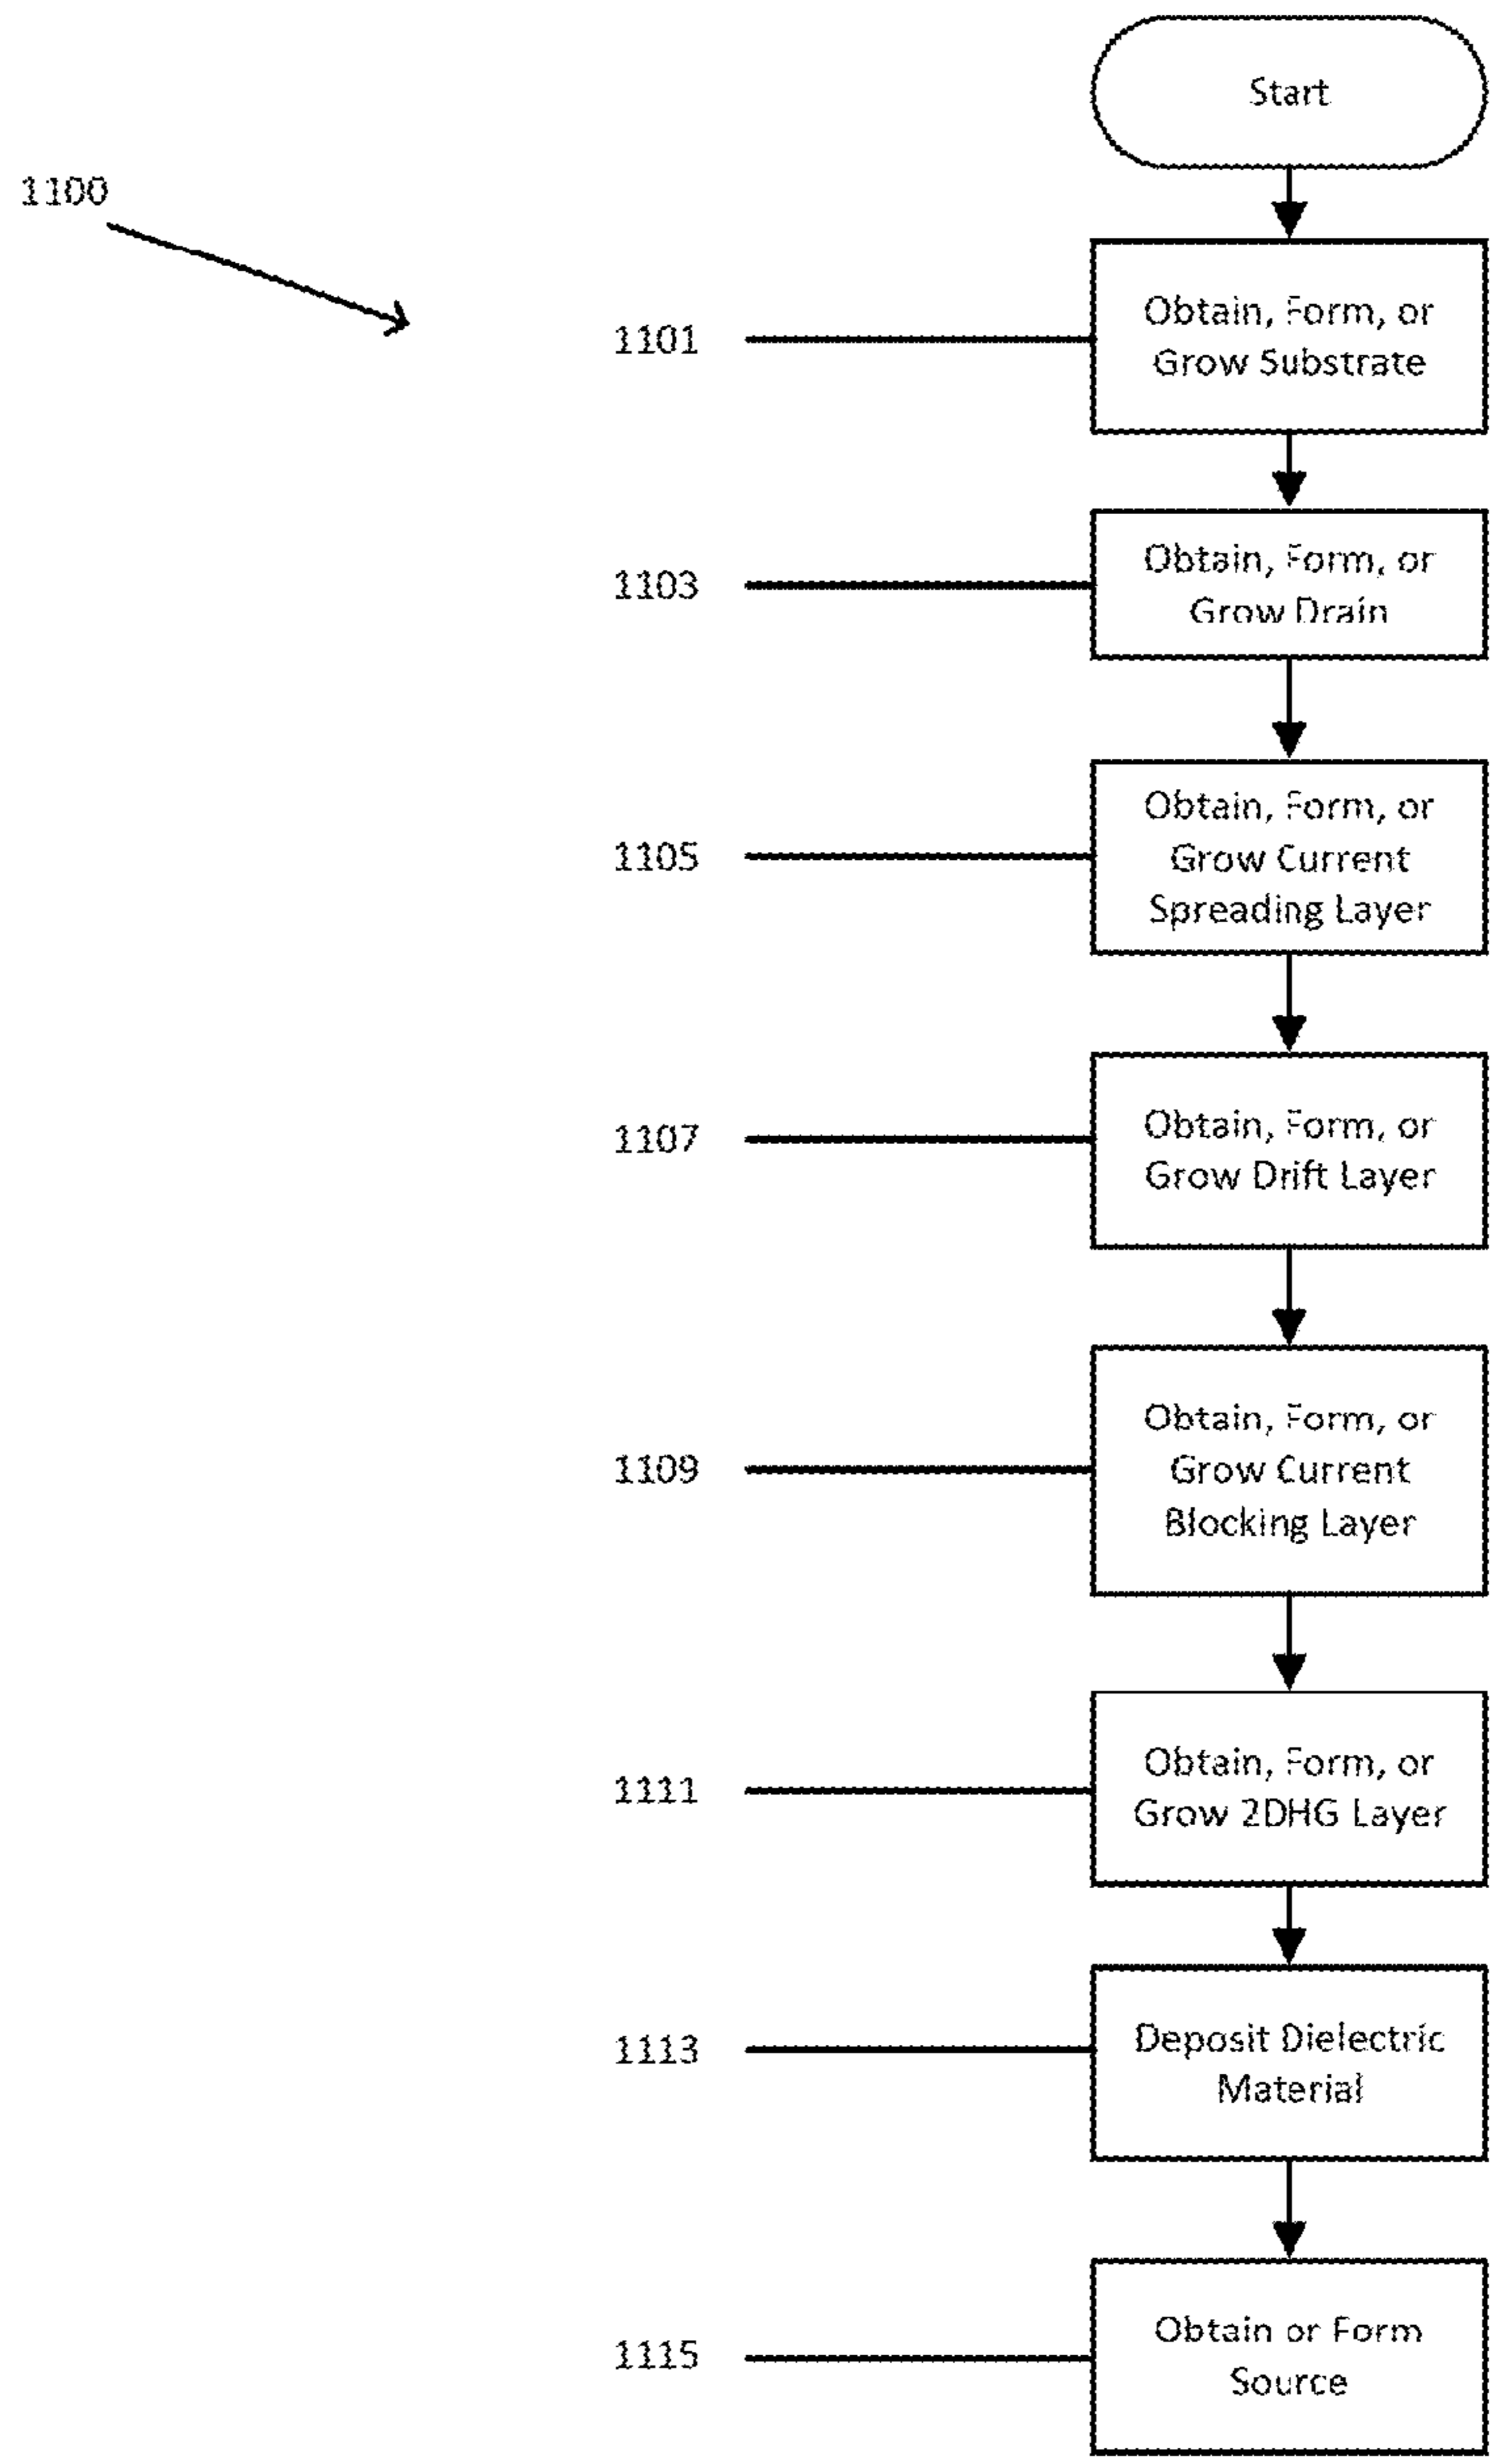 Start
1100
1101
Obtain, Form, or
Grow Substrate
1103
Obtain, Form, or
Grow Drain
1105
Obtain, Form, or
Grow Current
Spreading Layer
1107
Obtain, Form, or
Grow Drift Layer
1109
Obtain, Form, or
Grow Current
Blocking Layer
1111
Obtain, Form, or
Grow 2DHG Layer
1113
Deposit Dielectric
Material
1115
Obtain or Form
Source